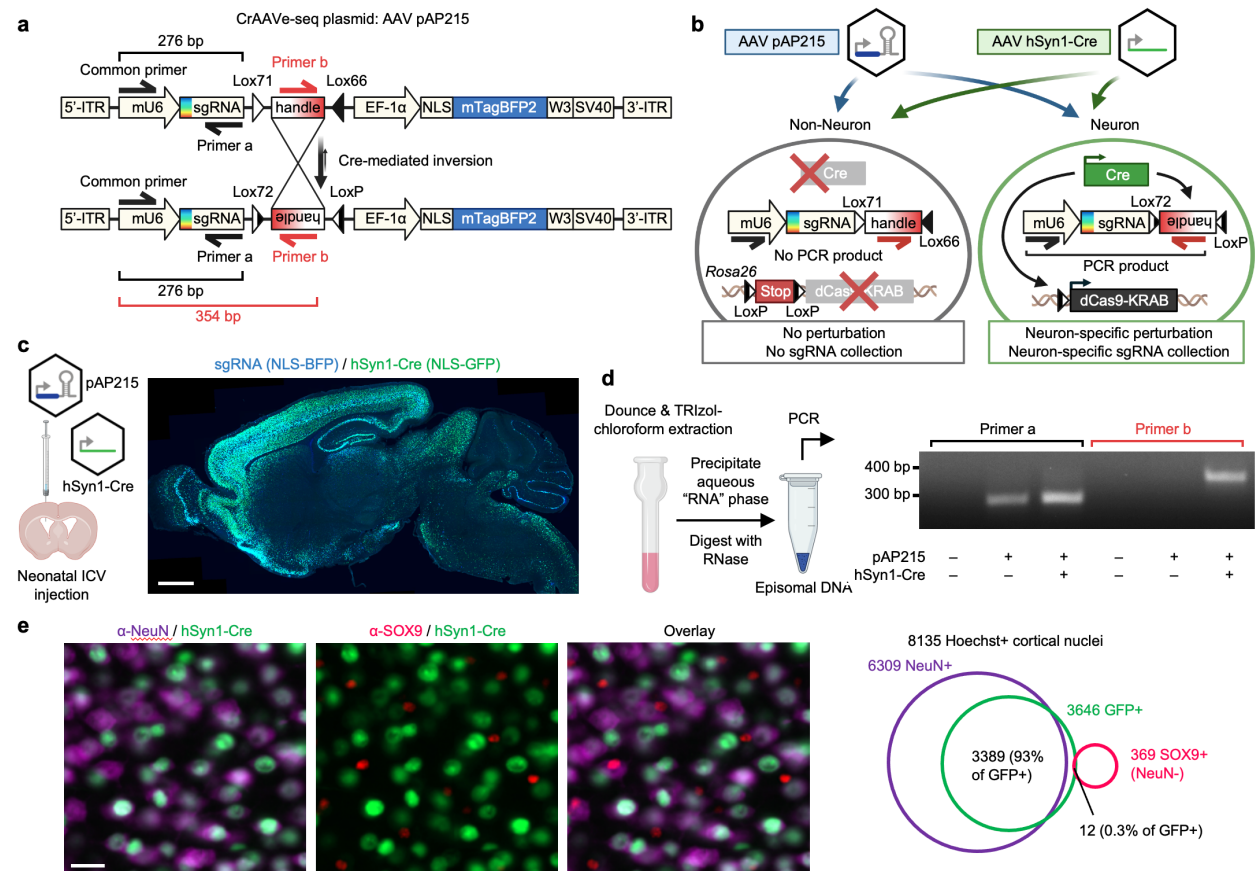 a
CrAAVe-seq plasmid: AAV pAP215
276 bp
Common primer
Lox71
Primer b
Lox66
5’-ITR
mU6
sgRNA
handle
EF-1α
NLS
mTagBFP2
W3
SV40
3’-ITR
Primer a
Cre-mediated inversion
Common primer
Lox72
LoxP
5’-ITR
mU6
sgRNA
handle
EF-1α
NLS
mTagBFP2
W3
SV40
3’-ITR
Primer a
Primer b
276 bp
354 bp
b
AAV pAP215
AAV hSyn1-Cre
Non-Neuron
Neuron
Cre
Lox71
mU6
sgRNA
handle
Lox66
No PCR product
Rosa26
Stop
dCas9-KRAB
LoxP
LoxP
No perturbation
No sgRNA collection
Cre
Lox72
mU6
sgRNA
handle
LoxP
PCR product
dCas9-KRAB
Neuron-specific perturbation
Neuron-specific sgRNA collection
c
pAP215
hSyn1-Cre
Neonatal ICV
injection
sgRNA (NLS-BFP) / hSyn1-Cre (NLS-GFP)
d
Dounce & TRIzol-
chloroform extraction
Precipitate
aqueous
“RNA” phase
Digest with
RNase
PCR
Episomal DNA
Primer a
Primer b
400 bp
300 bp
pAP215 – + + – + +
hSyn1-Cre – – + – – +
e
α-NeuN / hSyn1-Cre
α-SOX9 / hSyn1-Cre
Overlay
8135 Hoechst+ cortical nuclei
6309 NeuN+
3646 GFP+
3389 (93%
of GFP+)
369 SOX9+
(NeuN-)
12 (0.3% of GFP+)